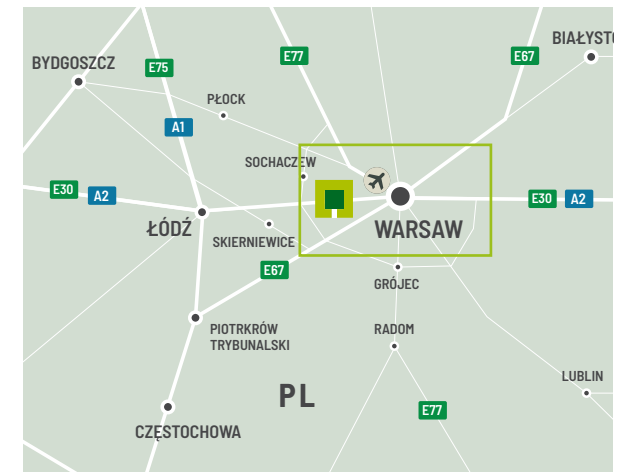 BIAŁYSTO
BYDGOSZCZ
E75
E77
E67
PŁOCK
A1
SOCHACZEW
E30
A2
E30
A2
ŁÓDŹ
WARSAW
SKIERNIEWICE
E67
GRÓJEC
PIOTRKRÓW
TRYBUNALSKI
RADOM
LUBLIN
PL
E77
CZĘSTOCHOWA